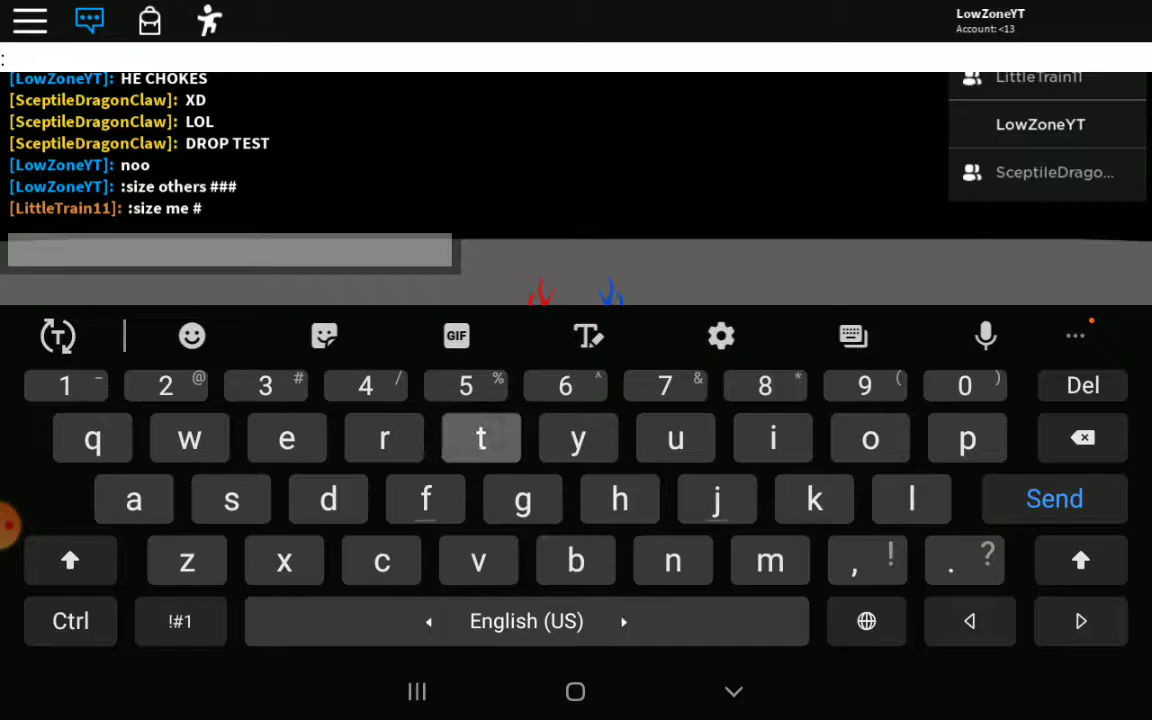 LowZoneYT
Account: <13
:
[LowZoneYT]: HE CHOKES
[SceptileDragonClaw]: XD
[SceptileDragonClaw]: LOL
[SceptileDragonClaw]: DROP TEST
[LowZoneYT]: noo
[LowZoneYT]: :size others ###
[LittleTrain11]: :size me #
LittleTrain11
LowZoneYT
SceptileDrago...
GIF
1 - 2 @ 3 # 4 / 5 % 6 ^ 7 & 8 * 9 ( 0 ) Del
q w e r t y u i o p
a s d f g h j k l Send
z x c v b n m , ! . ?
Ctrl !#1 English (US)